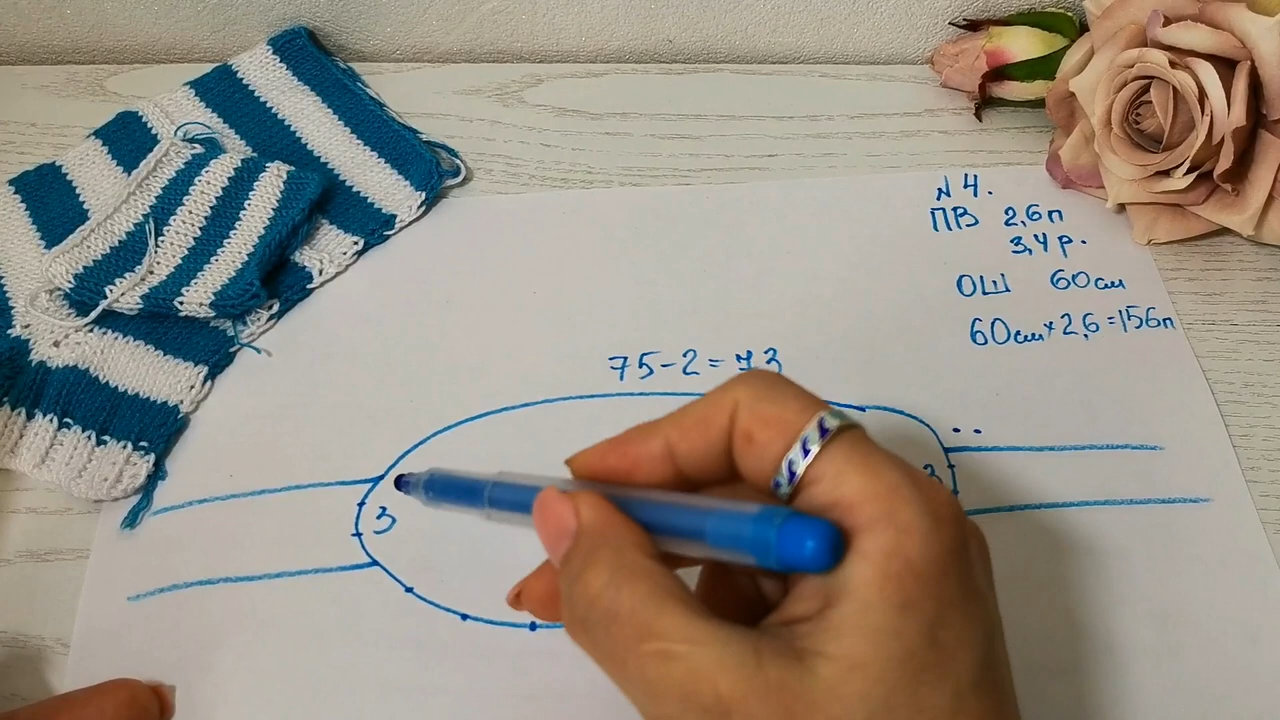 №4.
ПВ 2,6п
3,4р.
ОШ 60см
60см×2,6=156п
75-2=73
3
3